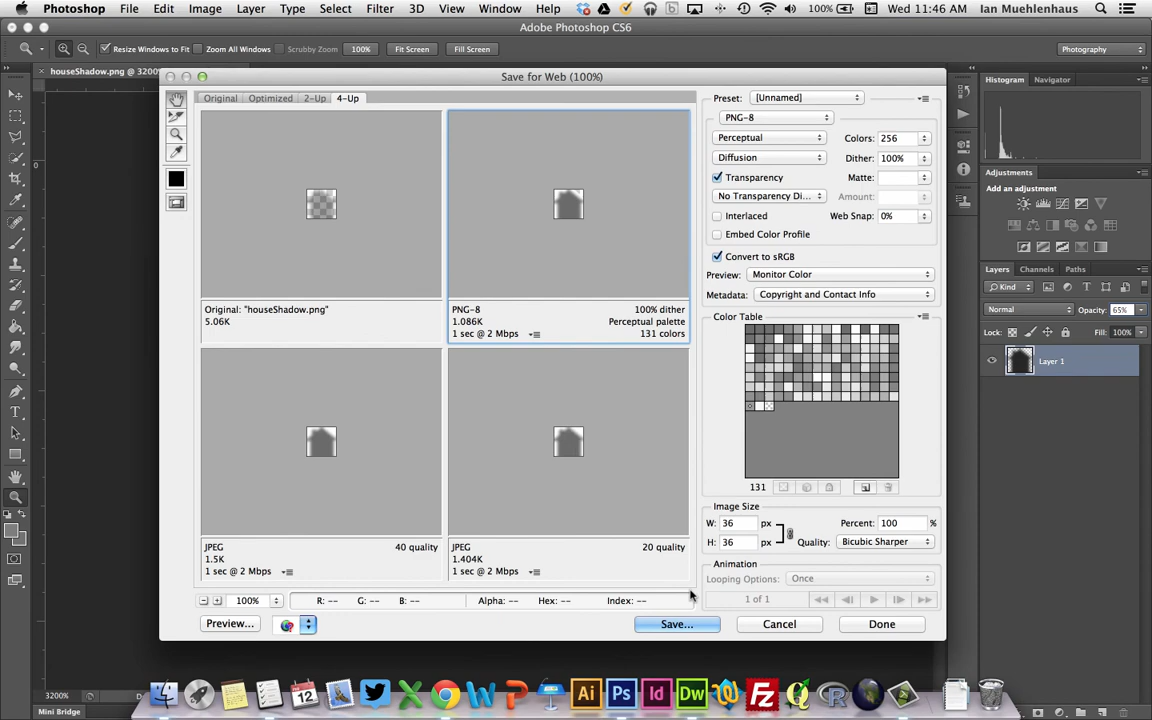 Photoshop File Edit Image Layer Type Select Filter 3D View Window Help 100% Wed 11:46 AM Ian Muehlenhaus
Adobe Photoshop CS6
Resize Windows to Fit Zoom All Windows Scrubby Zoom 100% Fit Screen Fill Screen Photography
houseShadow.png @ 3200
Save for Web (100%)
Histogram Navigator
Original Optimized 2-Up 4-Up
Preset: [Unnamed]
PNG-8
Perceptual Colors: 256
Diffusion Dither: 100%
Transparency Matte:
No Transparency Di... Amount:
Interlaced Web Snap: 0%
Embed Color Profile
Convert to sRGB
Preview: Monitor Color
Metadata: Copyright and Contact Info
Color Table
131
Original: "houseShadow.png"
5.06K
PNG-8 100% dither
1.086K Perceptual palette
1 sec @ 2 Mbps 131 colors
JPEG 40 quality
1.5K
1 sec @ 2 Mbps
JPEG 20 quality
1.404K
1 sec @ 2 Mbps
Image Size
W: 36 px Percent: 100 %
H: 36 px Quality: Bicubic Sharper
Animation
Looping Options: Once
1 of 1
100% R: -- G: -- B: -- Alpha: -- Hex: -- Index: --
Preview... Save... Cancel Done
Adjustments
Add an adjustment
Layers Channels Paths
Kind
Normal Opacity: 65%
Lock: Fill: 100%
Layer 1
0
T
3200% D
Mini Bridge
12
Ai Ps Id Dw Fz R